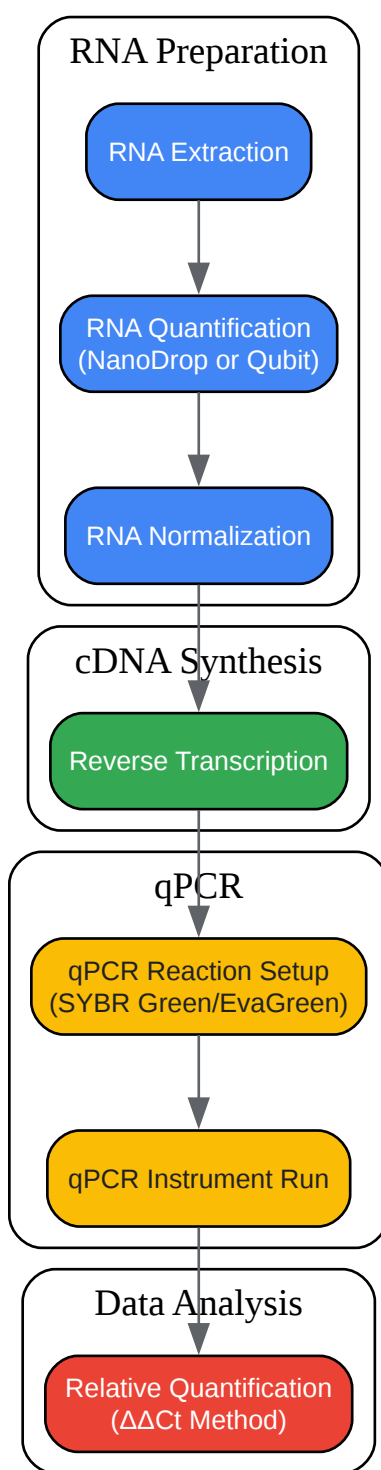 RNA Preparation
RNA Extraction
RNA Quantification
(NanoDrop or Qubit)
RNA Normalization
cDNA Synthesis
Reverse Transcription
qPCR
qPCR Reaction Setup
(SYBR Green/EvaGreen)
qPCR Instrument Run
Data Analysis
Relative Quantification
(ΔΔCt Method)